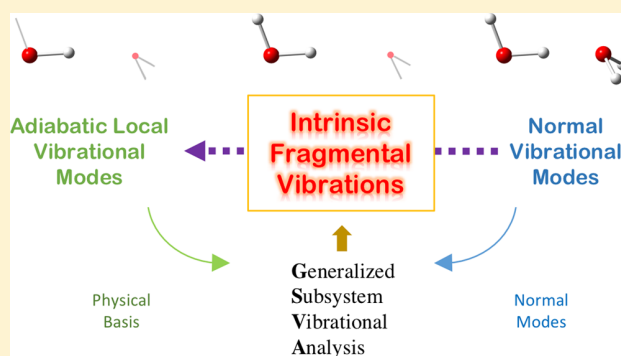 Adiabatic Local
Vibrational
Modes
Intrinsic
Fragmental
Vibrations
Normal
Vibrational
Modes
Physical
Basis
Generalized
Subsystem
Vibrational
Analysis
Normal
Modes